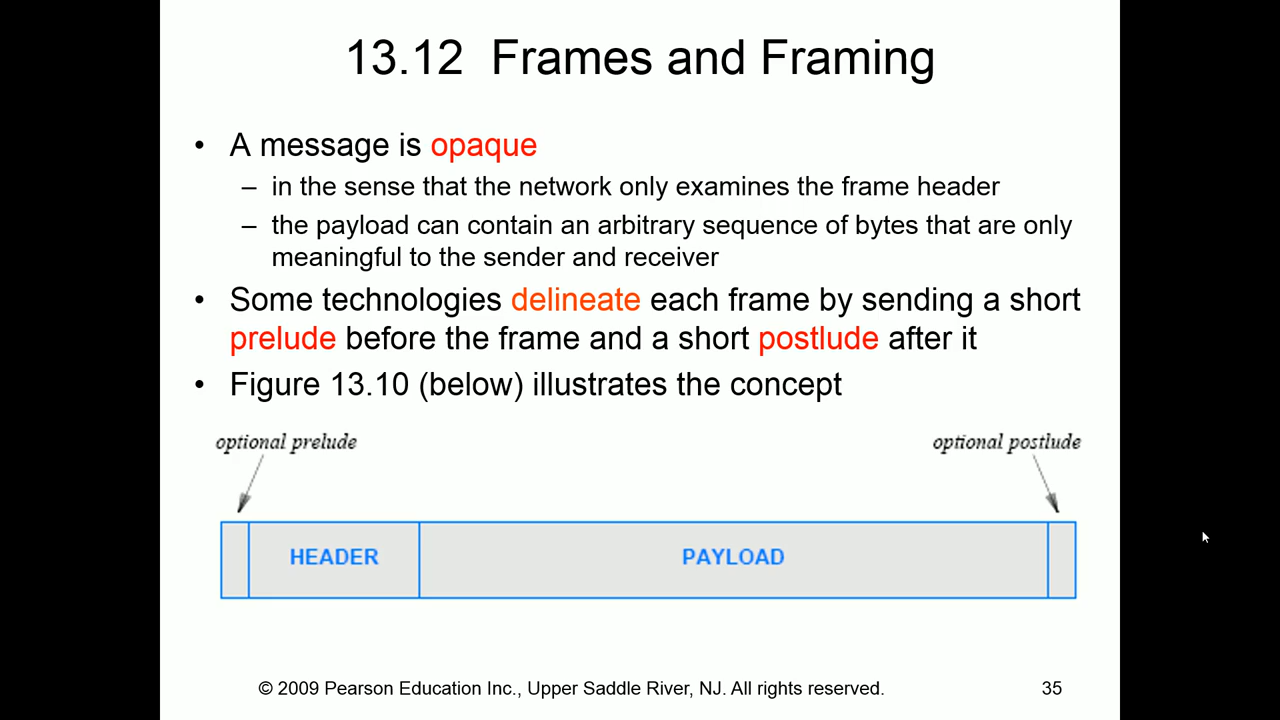 13.12  Frames and Framing
• A message is opaque
– in the sense that the network only examines the frame header
– the payload can contain an arbitrary sequence of bytes that are only
meaningful to the sender and receiver
• Some technologies delineate each frame by sending a short
prelude before the frame and a short postlude after it
• Figure 13.10 (below) illustrates the concept
optional prelude
optional postlude
HEADER
PAYLOAD
© 2009 Pearson Education Inc., Upper Saddle River, NJ. All rights reserved.
35